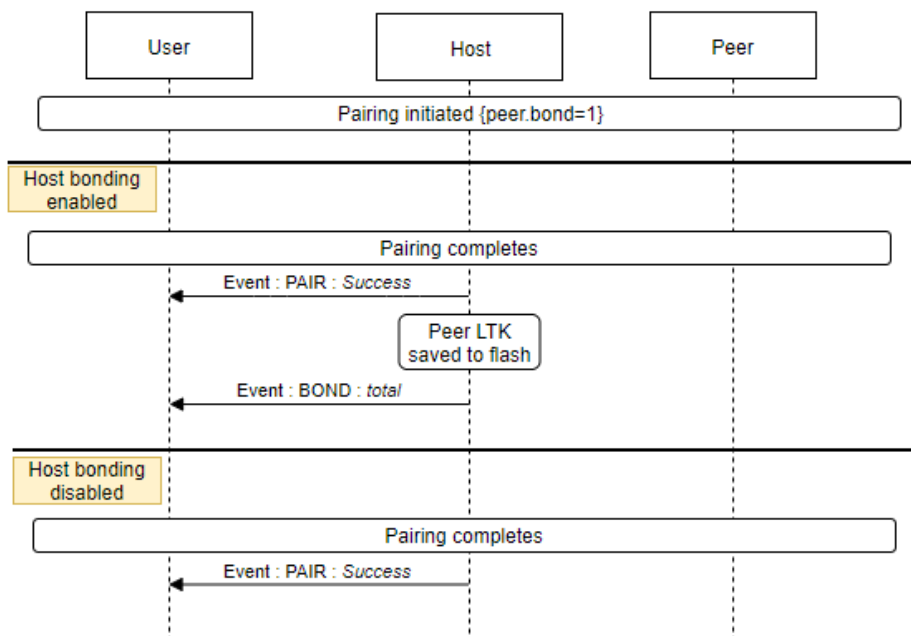 User
Host
Peer
Pairing initiated {peer.bond=1}
Host bonding
enabled
Pairing completes
Event : PAIR : Success
Peer LTK
saved to flash
Event : BOND : total
Host bonding
disabled
Pairing completes
Event : PAIR : Success